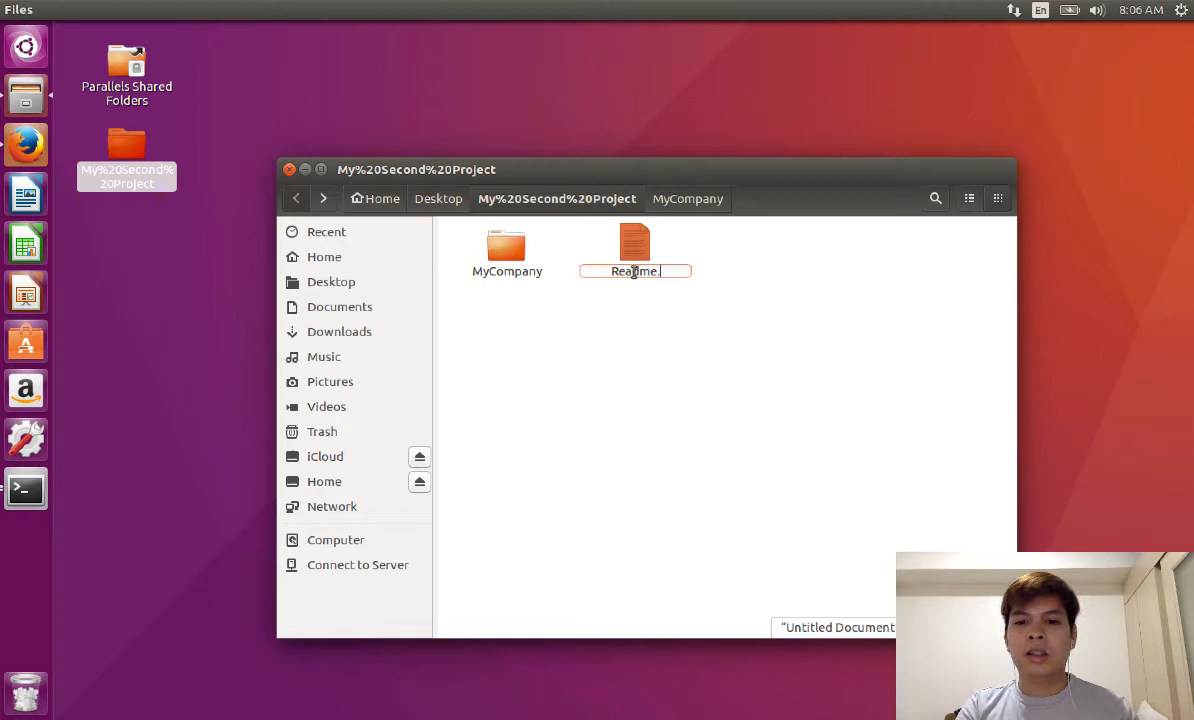 Files
En
8:06 AM
Parallels Shared
Folders
My%20Second%
20Project
My%20Second%20Project
Home
Desktop
My%20Second%20Project
MyCompany
Recent
Home
Desktop
Documents
Downloads
Music
Pictures
Videos
Trash
iCloud
Home
Network
Computer
Connect to Server
MyCompany
Readme.
"Untitled Document